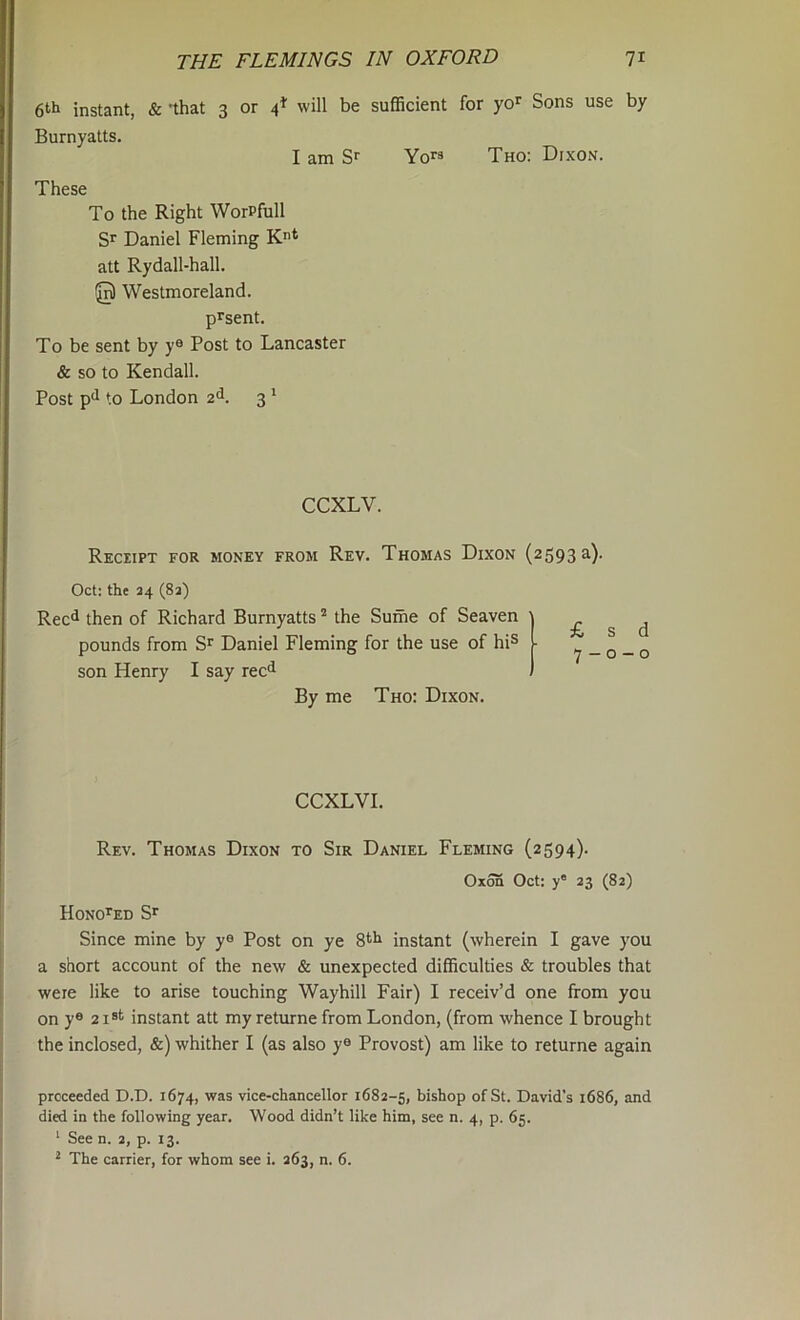 THE FLEMINGS IN OXFORD 71
6th instant, & that 3 or 4t will be sufficient for yor Sons use by
Burnyatts.
I am Sr Yors Tho: Dixon.
These
To the Right Worpfull
Sr Daniel Fleming Knt
att Rydall-hall.
(in) Westmoreland.
prsent.
To be sent by ye Post to Lancaster
& so to Kendall.
Post pd to London 2d. 3 1
CCXLV.
Receipt for money from Rev. Thomas Dixon (2593 a).
Oct: the 24 (82)
Recd then of Richard Burnyatts 2 the Sum̄e of Seaven
pounds from Sr Daniel Fleming for the use of his
son Henry I say recd
£ s d
7 – 0 – 0
By me Tho: Dixon.
CCXLVI.
Rev. Thomas Dixon to Sir Daniel Fleming (2594).
Oxon̄ Oct: ye 23 (82)
Honored Sr
Since mine by ye Post on ye 8th instant (wherein I gave you
a short account of the new & unexpected difficulties & troubles that
were like to arise touching Wayhill Fair) I receiv'd one from you
on ye 21st instant att my returne from London, (from whence I brought
the inclosed, &) whither I (as also ye Provost) am like to returne again
proceeded D.D. 1674, was vice-chancellor 1682-5, bishop of St. David's 1686, and
died in the following year. Wood didn't like him, see n. 4, p. 65.
1 See n. 2, p. 13.
2 The carrier, for whom see i. 263, n. 6.